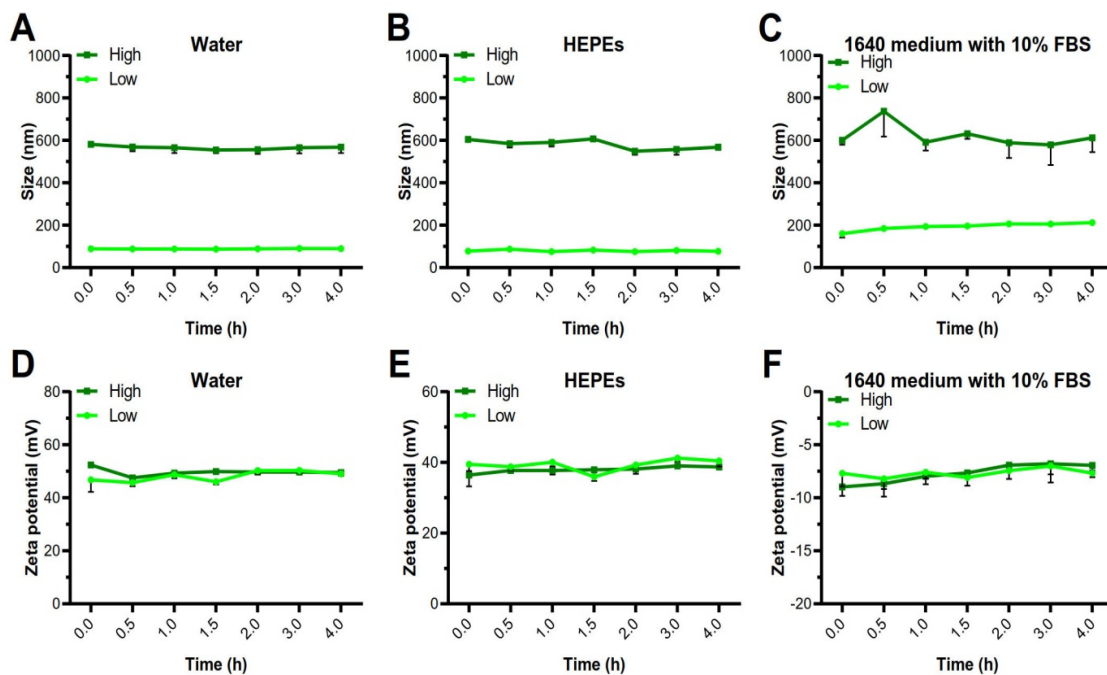 A
Water
High
Low
1000
800
600
400
200
0
Size (nm)
0.0
0.5
1.0
1.5
2.0
3.0
4.0
Time (h)
B
HEPEs
High
Low
1000
800
600
400
200
0
Size (nm)
0.0
0.5
1.0
1.5
2.0
3.0
4.0
Time (h)
C
1640 medium with 10% FBS
High
Low
1000
800
600
400
200
0
Size (nm)
0.0
0.5
1.0
1.5
2.0
3.0
4.0
Time (h)
D
Water
High
Low
80
60
40
20
0
Zeta potential (mV)
0.0
0.5
1.0
1.5
2.0
3.0
4.0
Time (h)
E
HEPEs
High
Low
60
40
20
0
Zeta potential (mV)
0.0
0.5
1.0
1.5
2.0
3.0
4.0
Time (h)
F
1640 medium with 10% FBS
High
Low
0
-5
-10
-15
-20
Zeta potential (mV)
0.0
0.5
1.0
1.5
2.0
3.0
4.0
Time (h)